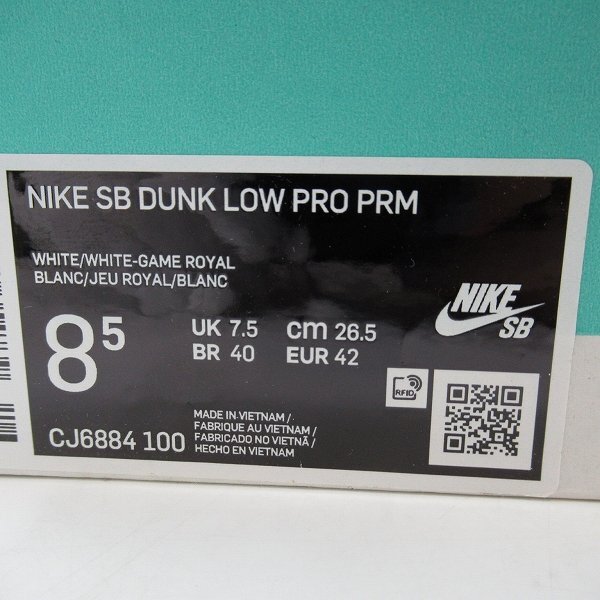 NIKE SB DUNK LOW PRO PRM
WHITE/WHITE-GAME ROYAL
BLANC/JEU ROYAL/BLANC
8⁵
UK 7.5 cm 26.5
BR 40 EUR 42
NIKE
SB
RFID
MADE IN VIETNAM /
FABRIQUE AU VIETNAM /
FABRICADO NO VIETNÃ /
HECHO EN VIETNAM
CJ6884 100